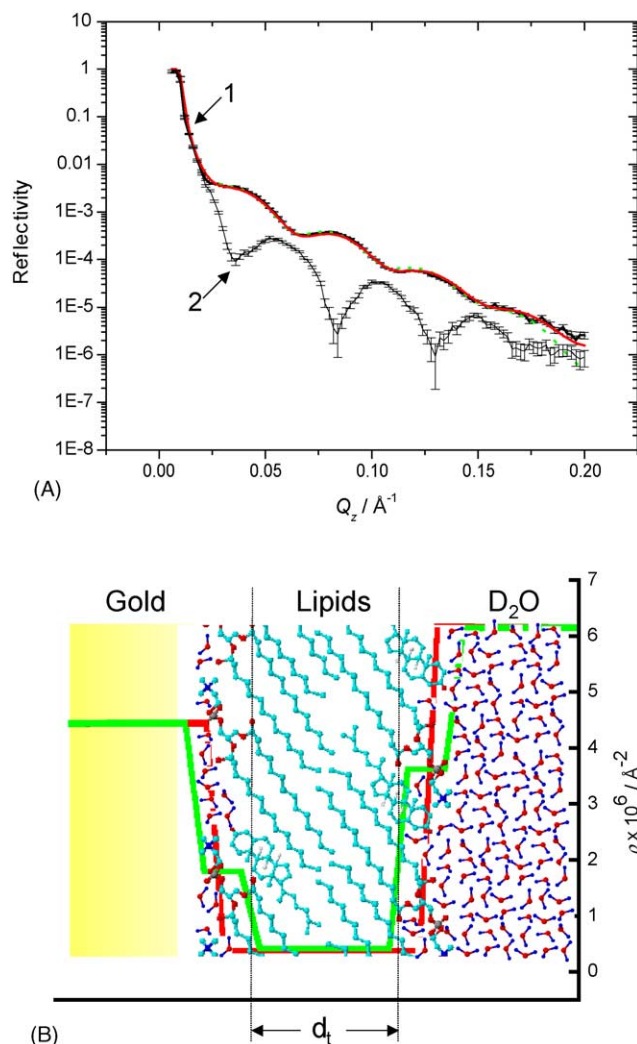 10
1
1
0.1
0.01
1E-3
1E-4
2
1E-5
1E-6
1E-7
1E-8
Reflectivity
0.00
0.05
0.10
0.15
0.20
(A)
Q_z / Å⁻¹
Gold
Lipids
D₂O
7
6
5
4
3
2
1
0
ρ×10⁶ / Å⁻²
(B)
d_t